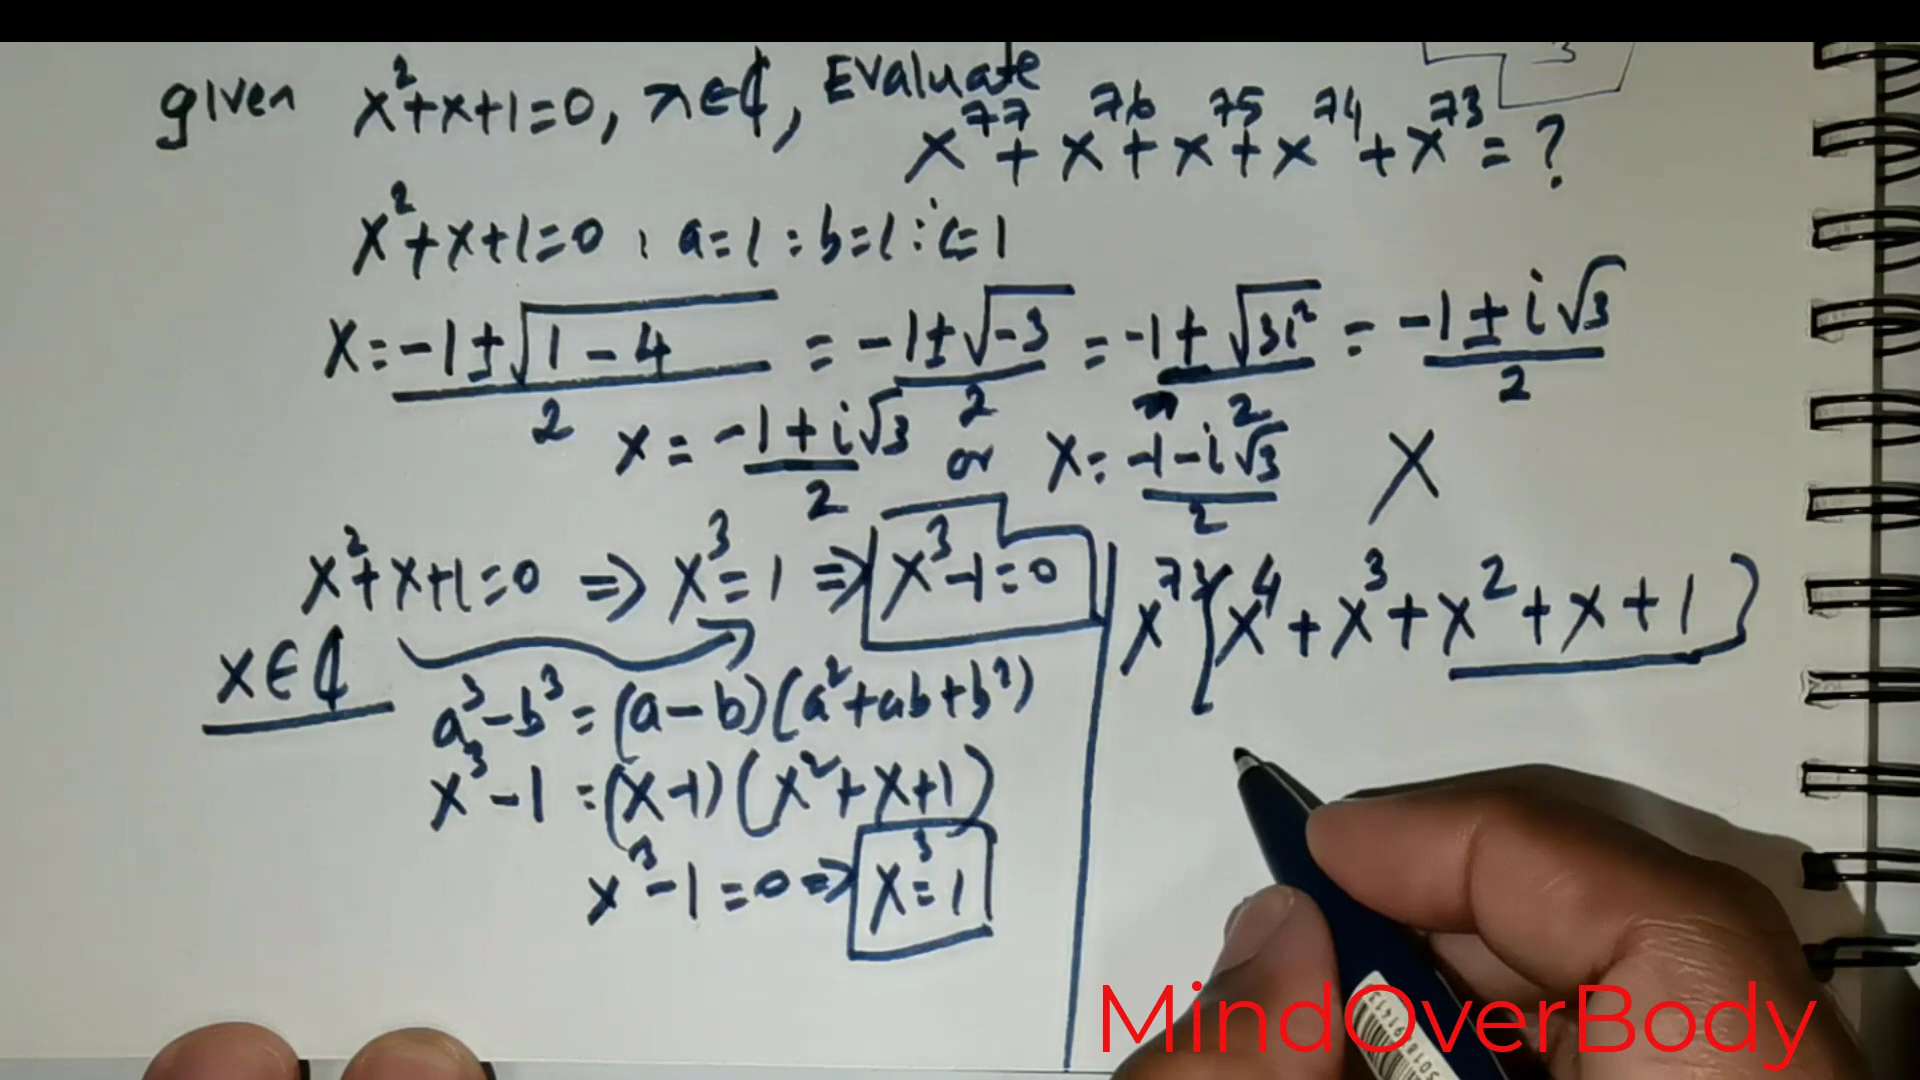 given x²+x+1=0, x∈ℂ, Evaluate
x⁷⁷+x⁷⁶+x⁷⁵+x⁷⁴+x⁷³=?
x²+x+1=0, a=1 : b=1 : c=1
x=(-1±√(1-4))/2 = (-1±√-3)/2 = (-1±√3i²)/2 = (-1±i√3)/2
x=(-1+i√3)/2 or x=(-1-i√3)/2 X
x²+x+1=0 ⇒ x³=1 ⇒ x³-1=0
x∈ℂ
a³-b³=(a-b)(a²+ab+b²)
x³-1=(x-1)(x²+x+1)
x³-1=0 ⇒ x³=1
x⁷³{x⁴+x³+x²+x+1}
3
MindOverBody